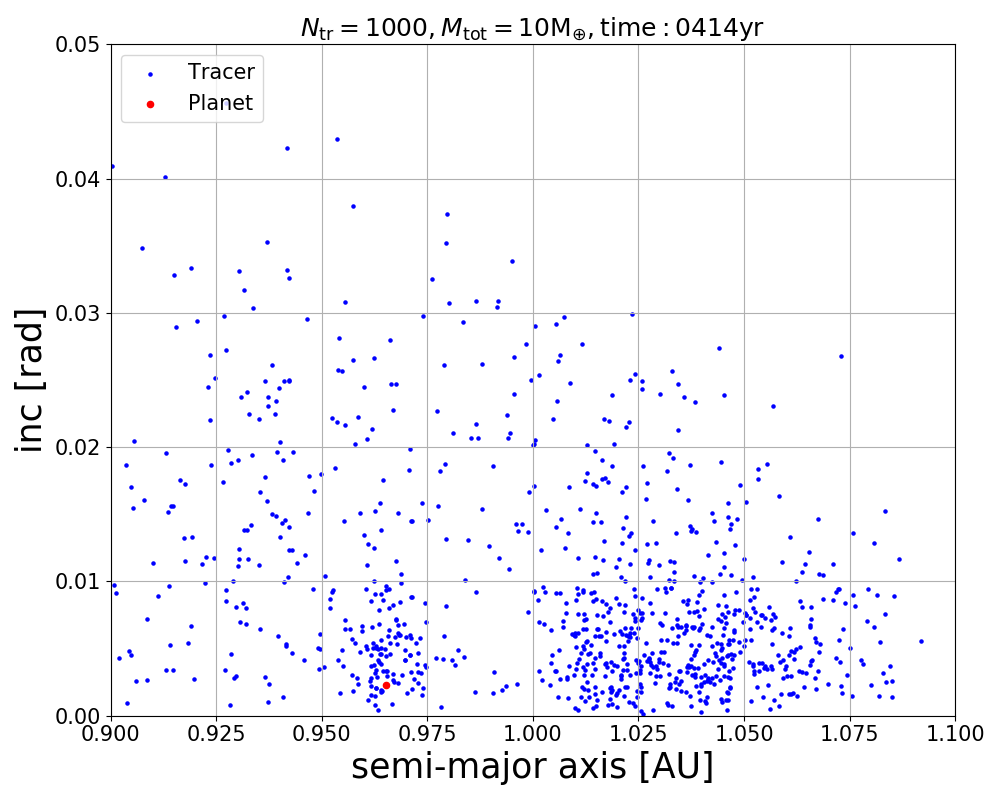 N_tr = 1000, M_tot = 10M_⊕, time : 0414yr
Tracer
Planet
0.05
0.04
0.03
0.02
0.01
0.00
inc [rad]
0.900 0.925 0.950 0.975 1.000 1.025 1.050 1.075 1.100
semi-major axis [AU]